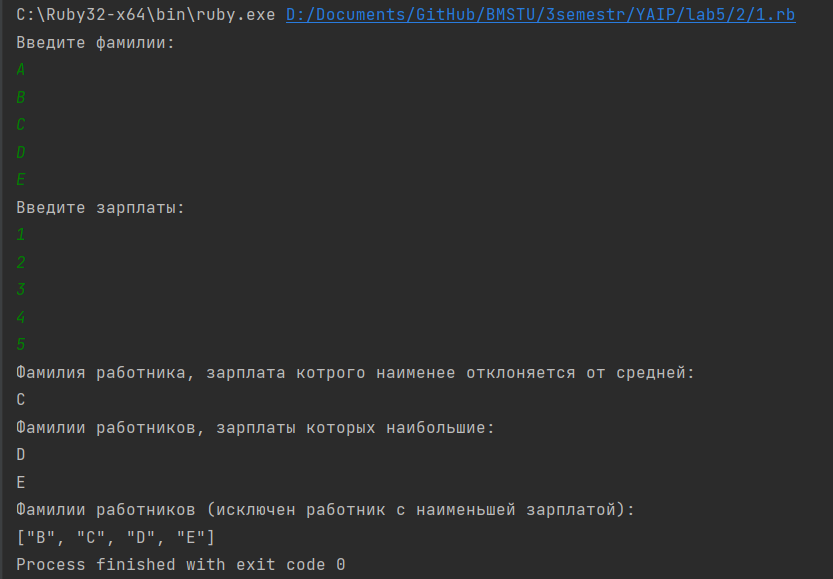 C:\Ruby32-x64\bin\ruby.exe D:/Documents/GitHub/BMSTU/3semestr/YAIP/lab5/2/1.rb
Введите фамилии:
A
B
C
D
E
Введите зарплаты:
1
2
3
4
5
Фамилия работника, зарплата котрого наименее отклоняется от средней:
C
Фамилии работников, зарплаты которых наибольшие:
D
E
Фамилии работников (исключен работник с наименьшей зарплатой):
["B", "C", "D", "E"]
Process finished with exit code 0